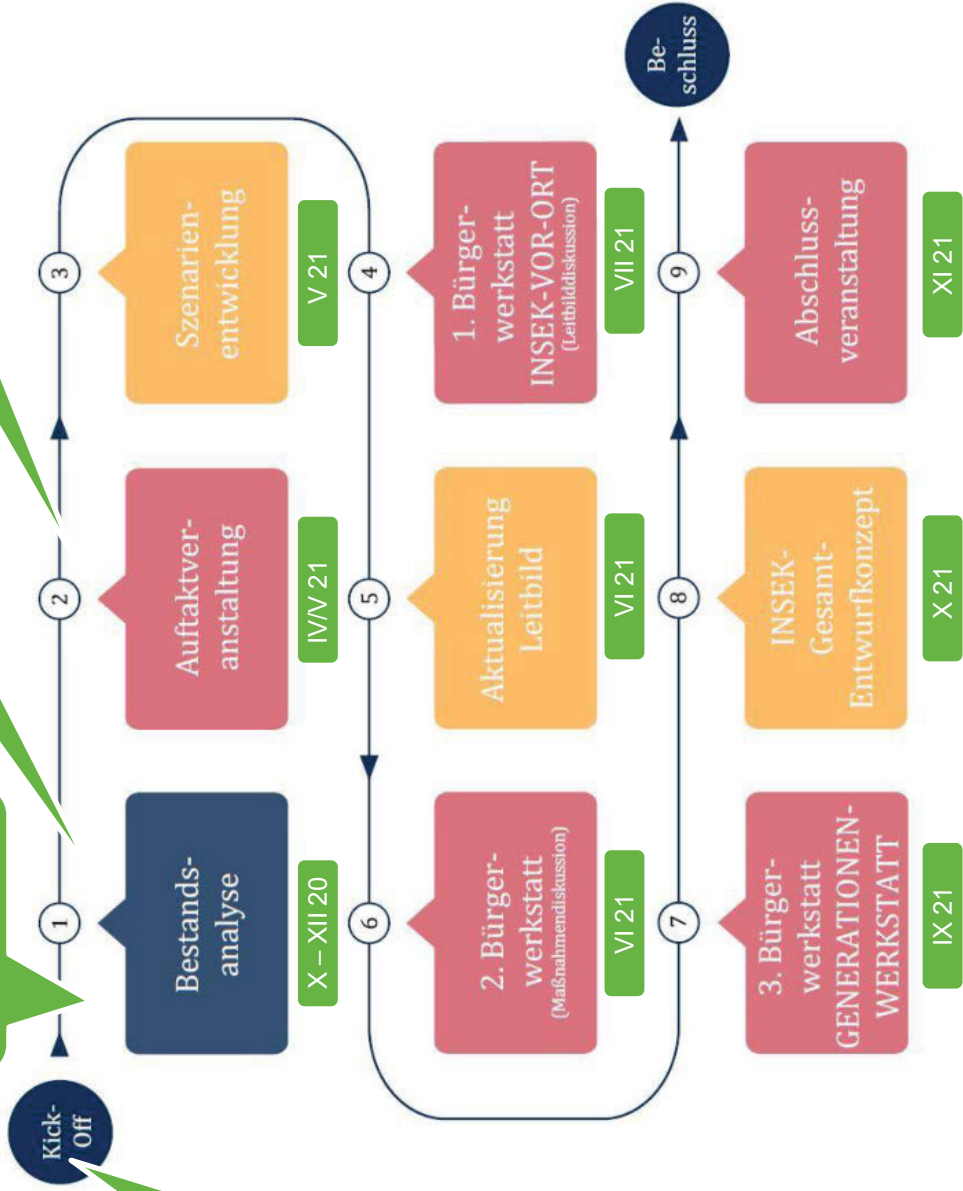 Kick-
Off
1
Bestands-
analyse
X – XII 20
2
Auftaktver-
anstaltung
IV/V 21
3
Szenarien-
entwicklung
V 21
4
1. Bürger-
werkstatt
INSEK-VOR-ORT
(Leitbilddiskussion)
VII 21
5
Aktualisierung
Leitbild
VI 21
6
2. Bürger-
werkstatt
(Maßnahmendiskussion)
VI 21
7
3. Bürger-
werkstatt
GENERATIONEN-
WERKSTATT
IX 21
8
INSEK-
Gesamt-
Entwurfkonzept
X 21
9
Abschluss-
veranstaltung
XI 21
Be-
schluss